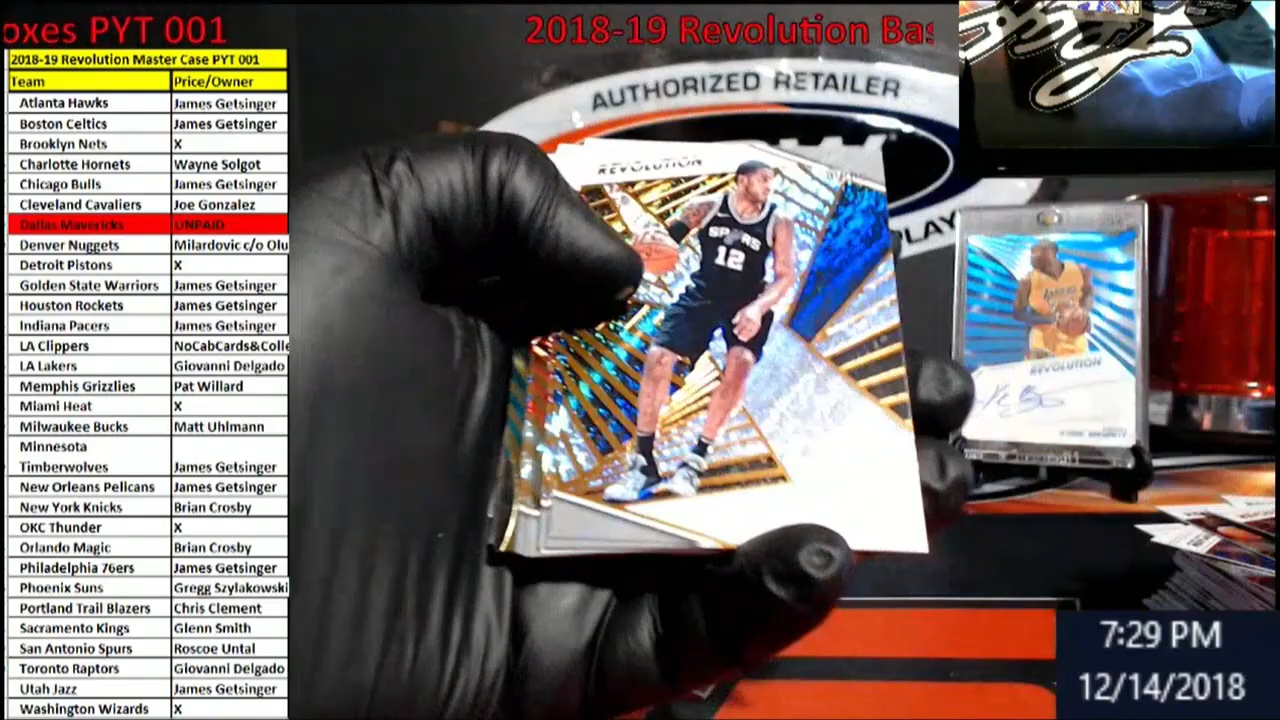 oxes PYT 001
2018-19 Revolution Bas
2018-19 Revolution Master Case PYT 001
Team Price/Owner
Atlanta Hawks James Getsinger
Boston Celtics James Getsinger
Brooklyn Nets X
Charlotte Hornets Wayne Solgot
Chicago Bulls James Getsinger
Cleveland Cavaliers Joe Gonzalez
Dallas Mavericks UNPAID
Denver Nuggets Milardovic c/o Olu
Detroit Pistons X
Golden State Warriors James Getsinger
Houston Rockets James Getsinger
Indiana Pacers James Getsinger
LA Clippers NoCabCards&Colle
LA Lakers Giovanni Delgado
Memphis Grizzlies Pat Willard
Miami Heat X
Milwaukee Bucks Matt Uhlmann
Minnesota
Timberwolves James Getsinger
New Orleans Pelicans James Getsinger
New York Knicks Brian Crosby
OKC Thunder X
Orlando Magic Brian Crosby
Philadelphia 76ers James Getsinger
Phoenix Suns Gregg Szylakowski
Portland Trail Blazers Chris Clement
Sacramento Kings Glenn Smith
San Antonio Spurs Roscoe Untal
Toronto Raptors Giovanni Delgado
Utah Jazz James Getsinger
Washington Wizards X
AUTHORIZED RETAILER
PLAY
REVOLUTION
SPURS
12
LAKERS
REVOLUTION
7:29 PM
12/14/2018